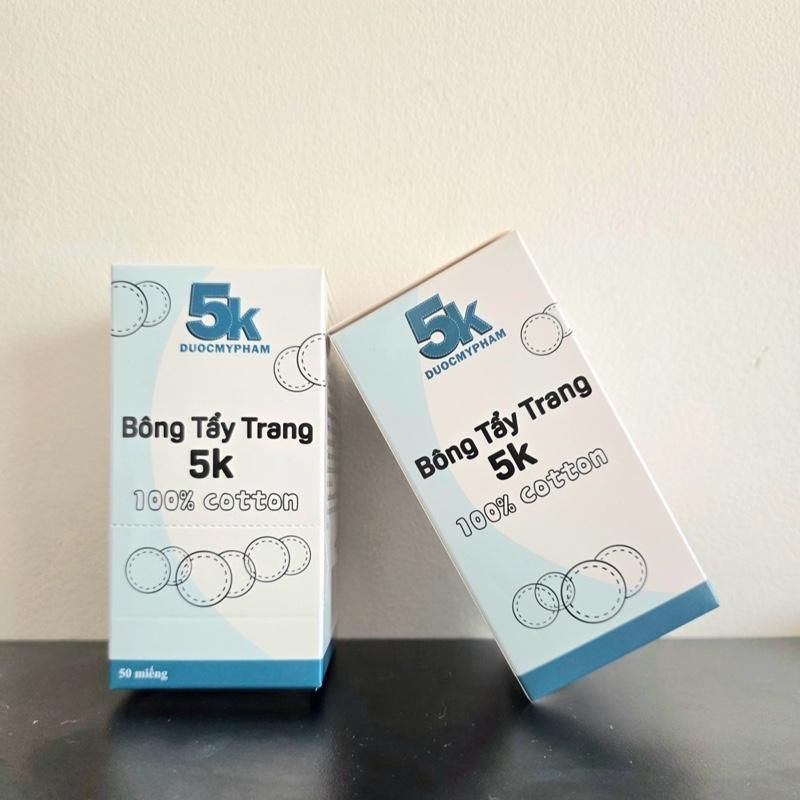 5k
DUOCMYPHAM
Bông Tẩy Trang
5k
100% cotton
50 miếng
5k
DUOCMYPHAM
Bông Tẩy Trang
5k
100% cotton